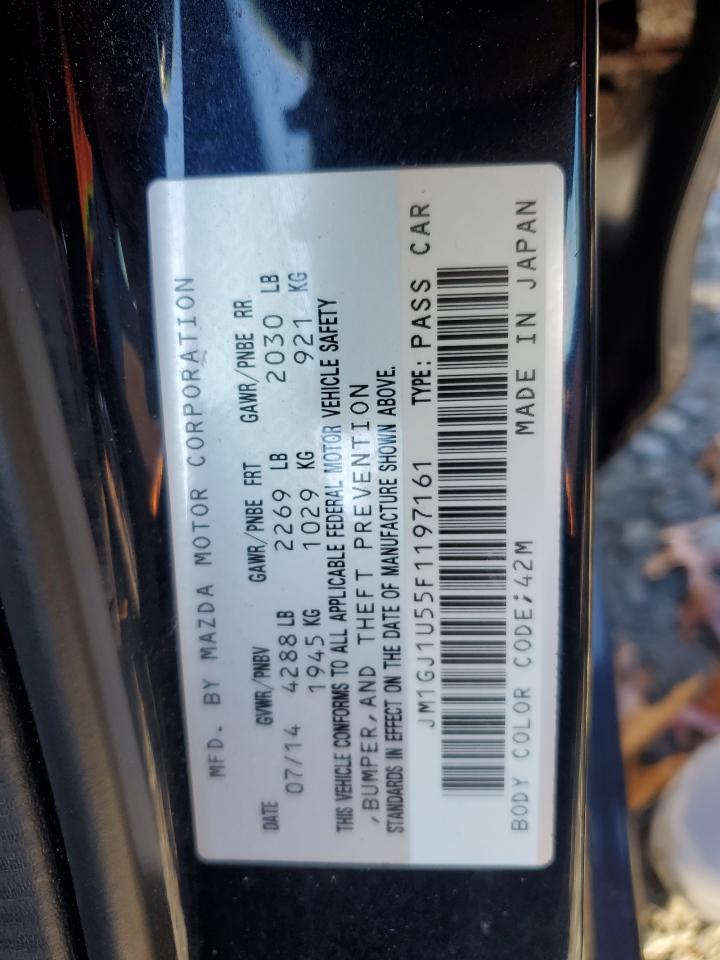 MFD. BY MAZDA MOTOR CORPORATION
DATE GVWR/PNBV GAWR/PNBE FRT GAWR/PNBE RR
07/14 4288 LB 2269 LB 2030 LB
1945 KG 1029 KG 921 KG
THIS VEHICLE CONFORMS TO ALL APPLICABLE FEDERAL MOTOR VEHICLE SAFETY
,BUMPER,AND THEFT PREVENTION
STANDARDS IN EFFECT ON THE DATE OF MANUFACTURE SHOWN ABOVE.
JM1GJ1U55F1197161 TYPE: PASS CAR
BODY COLOR CODE;42M MADE IN JAPAN